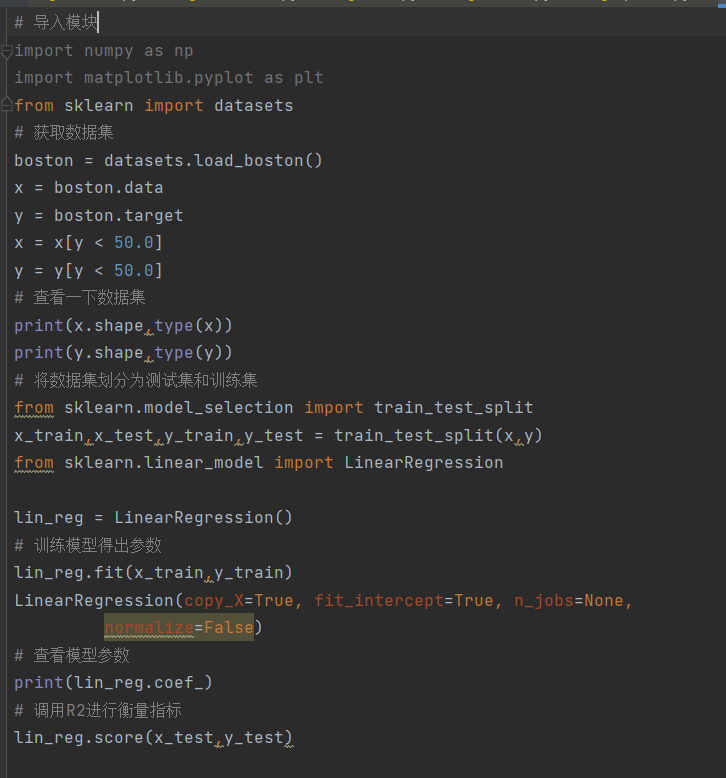 # 导入模块
import numpy as np
import matplotlib.pyplot as plt
from sklearn import datasets
# 获取数据集
boston = datasets.load_boston()
x = boston.data
y = boston.target
x = x[y < 50.0]
y = y[y < 50.0]
# 查看一下数据集
print(x.shape,type(x))
print(y.shape,type(y))
# 将数据集划分为测试集和训练集
from sklearn.model_selection import train_test_split
x_train,x_test,y_train,y_test = train_test_split(x,y)
from sklearn.linear_model import LinearRegression
lin_reg = LinearRegression()
# 训练模型得出参数
lin_reg.fit(x_train,y_train)
LinearRegression(copy_X=True, fit_intercept=True, n_jobs=None,
normalize=False)
# 查看模型参数
print(lin_reg.coef_)
# 调用R2进行衡量指标
lin_reg.score(x_test,y_test)